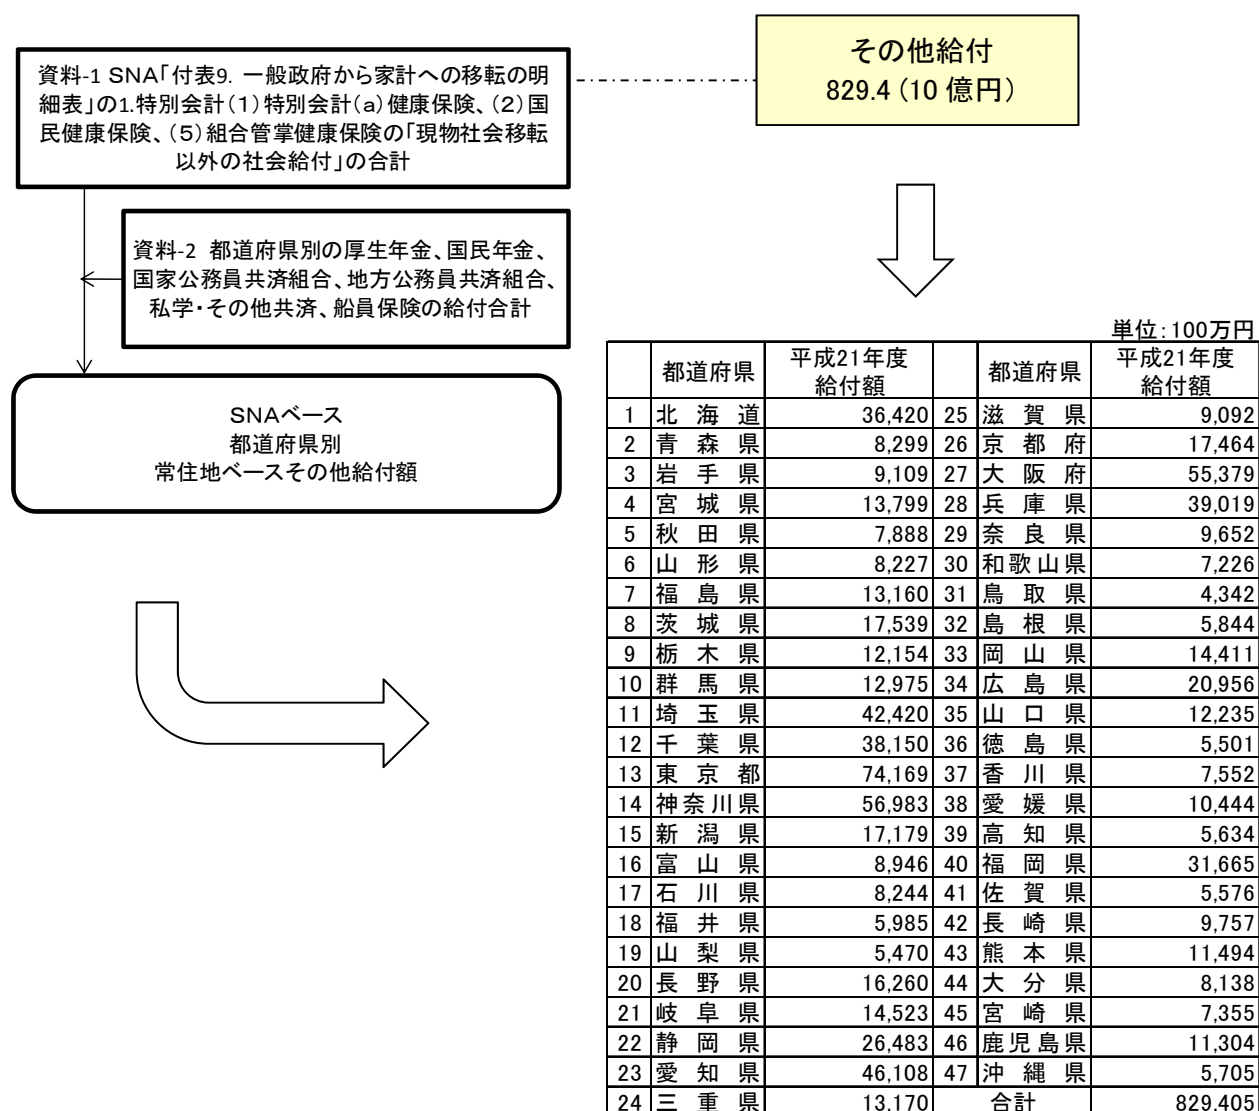 資料-1 SNA「付表9. 一般政府から家計への移転の明
細表」の1.特別会計(1)特別会計(a)健康保険、(2)国
民健康保険、(5)組合管掌健康保険の「現物社会移転
以外の社会給付」の合計
その他給付
829.4 (10 億円)
資料-2 都道府県別の厚生年金、国民年金、
国家公務員共済組合、地方公務員共済組合、
私学・その他共済、船員保険の給付合計
SNAベース
都道府県別
常住地ベースその他給付額
単位:100万円
都道府県 平成21年度 給付額 都道府県 平成21年度 給付額
1 北海道 36,420 25 滋賀県 9,092
2 青森県 8,299 26 京都府 17,464
3 岩手県 9,109 27 大阪府 55,379
4 宮城県 13,799 28 兵庫県 39,019
5 秋田県 7,888 29 奈良県 9,652
6 山形県 8,227 30 和歌山県 7,226
7 福島県 13,160 31 鳥取県 4,342
8 茨城県 17,539 32 島根県 5,844
9 栃木県 12,154 33 岡山県 14,411
10 群馬県 12,975 34 広島県 20,956
11 埼玉県 42,420 35 山口県 12,235
12 千葉県 38,150 36 徳島県 5,501
13 東京都 74,169 37 香川県 7,552
14 神奈川県 56,983 38 愛媛県 10,444
15 新潟県 17,179 39 高知県 5,634
16 富山県 8,946 40 福岡県 31,665
17 石川県 8,244 41 佐賀県 5,576
18 福井県 5,985 42 長崎県 9,757
19 山梨県 5,470 43 熊本県 11,494
20 長野県 16,260 44 大分県 8,138
21 岐阜県 14,523 45 宮崎県 7,355
22 静岡県 26,483 46 鹿児島県 11,304
23 愛知県 46,108 47 沖縄県 5,705
24 三重県 13,170 合計 829,405